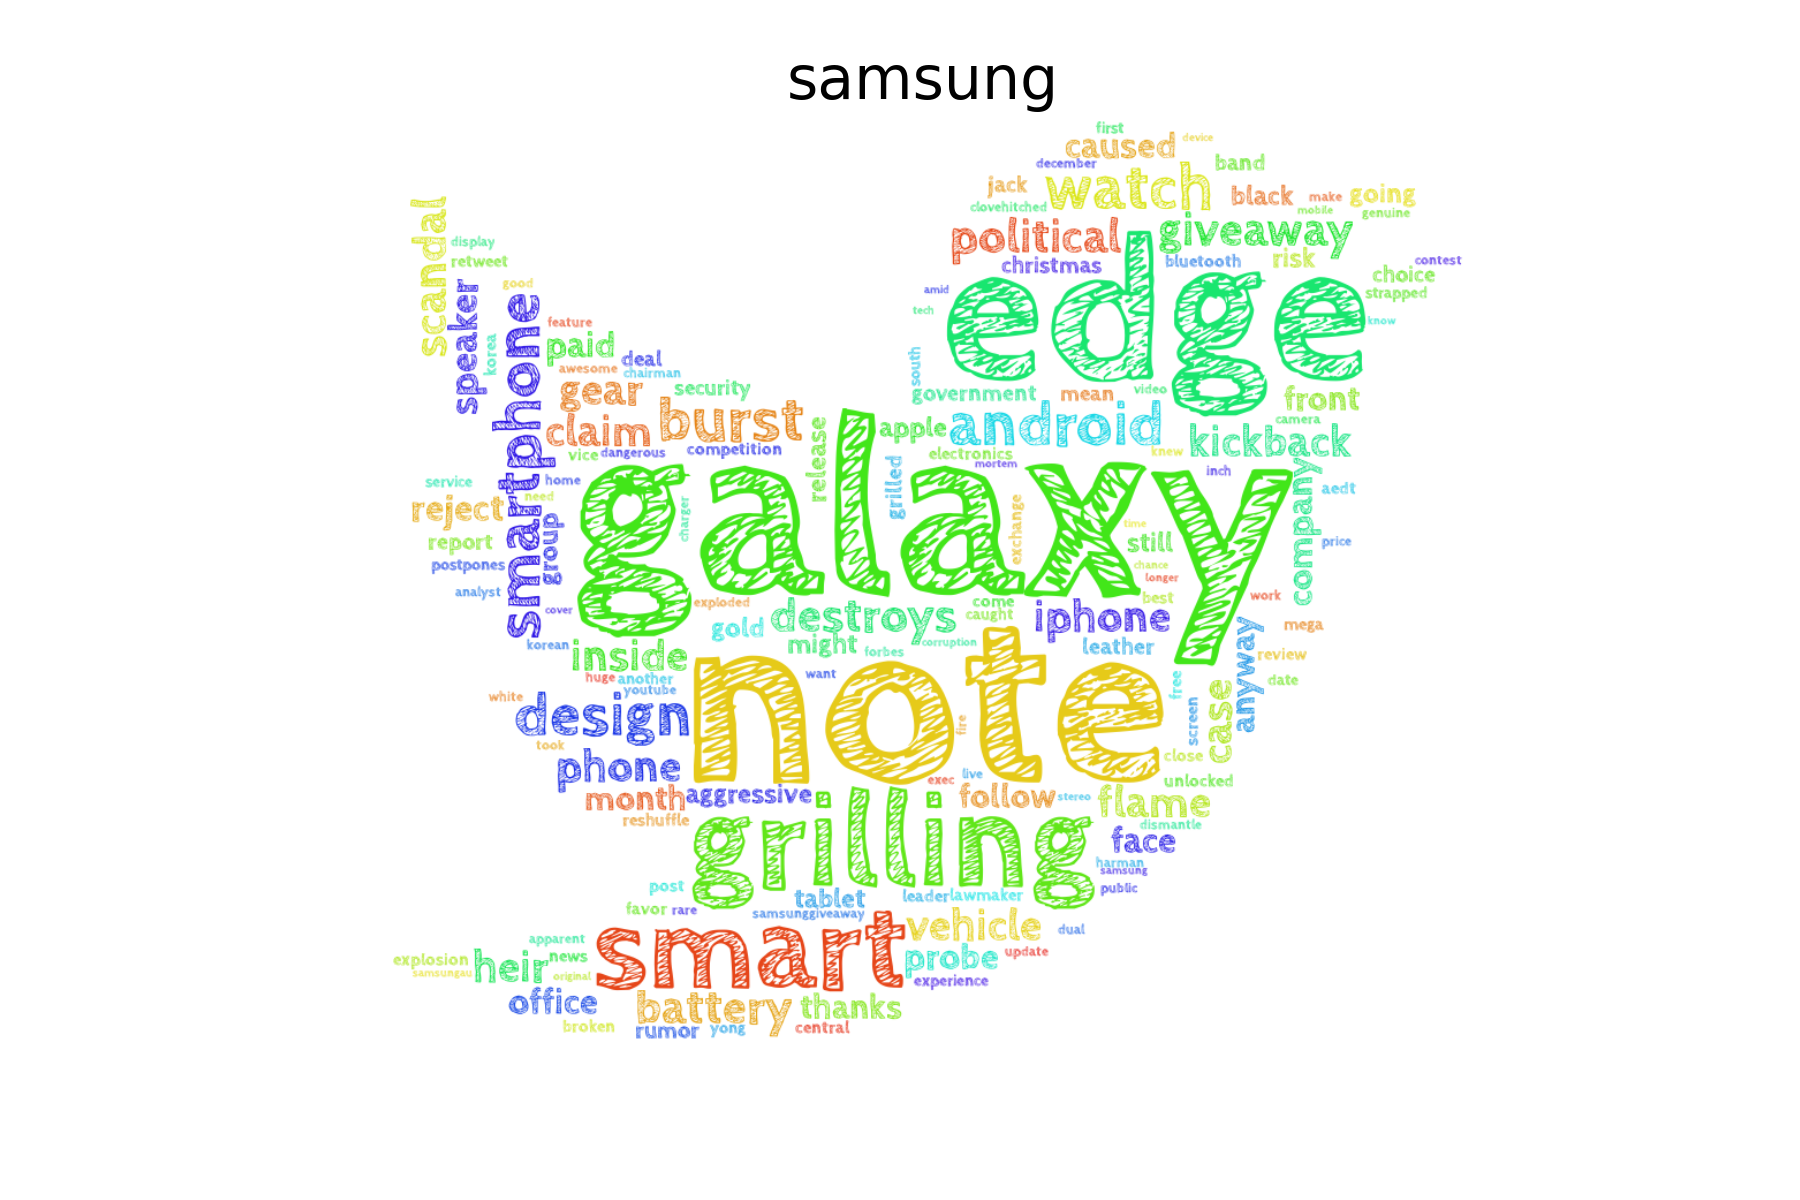 samsung
first
caused
device
december
band
jack
watch
black
make
going
clovehitched
mobile
genuine
scandal
political
giveaway
display
retweet
christmas
bluetooth
risk
contest
choice
speaker
good
amid
edge
strapped
smartphone
tech
know
korea
feature
paid
deal
south
awesome
chairman
gear
security
government
mean
video
front
claim
burst
release
apple
android
camera
kickback
vice
dangerous
competition
electronics
knew
grilled
mortem
inch
company
service
home
galaxy
aedt
need
charger
exchange
reject
time
report
group
still
price
postpones
chance
longer
analyst
cover
exploded
come
best
work
gold
destroys
caught
iphone
mega
korean
might
corruption
leather
anyway
inside
forbes
review
huge
another
want
free
date
white
youtube
note
case
design
fire
screen
took
close
phone
exec
live
unlocked
month
aggressive
follow
stereo
flame
reshuffle
grilling
dismantle
face
harman
samsung
post
tablet
leader
lawmaker
public
favor
rare
samsunggiveaway
smart
vehicle
dual
apparent
explosion
heir
news
probe
update
samsungau
original
experience
office
battery
thanks
broken
rumor
yong
central